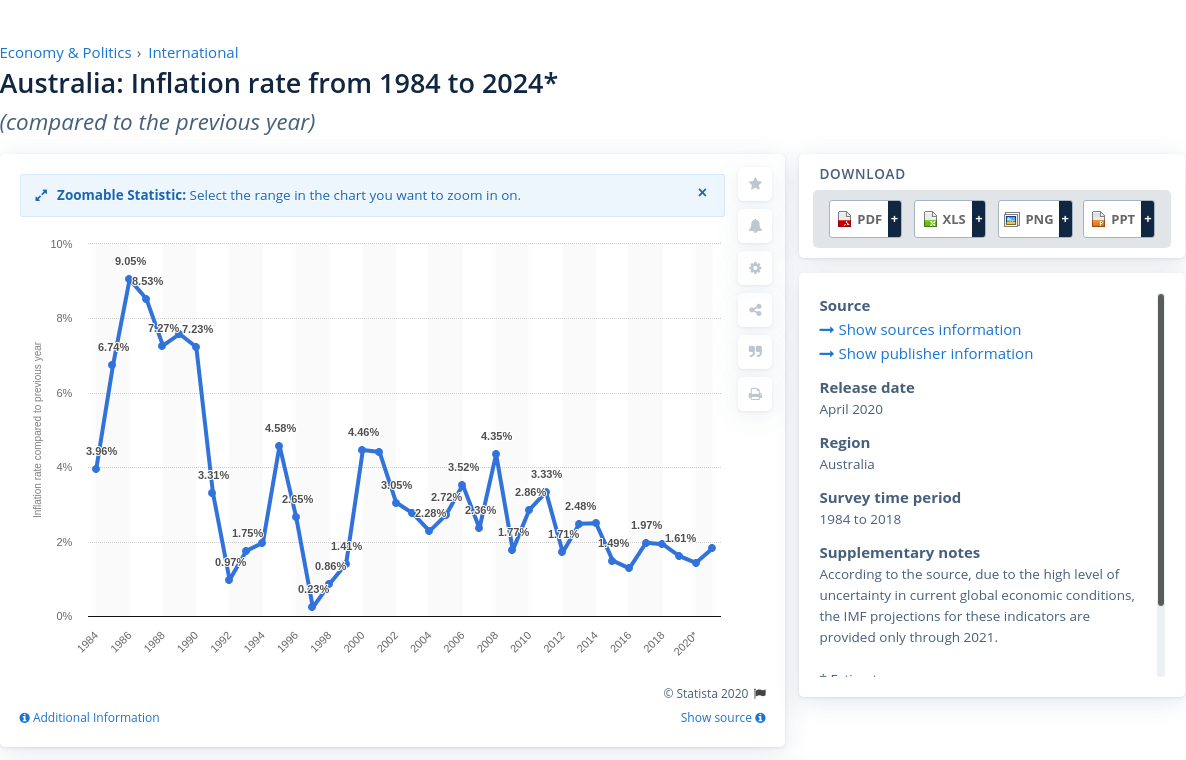 Economy & Politics › International
Australia: Inflation rate from 1984 to 2024*
(compared to the previous year)
Zoomable Statistic: Select the range in the chart you want to zoom in on.
×
Inflation rate compared to previous year
10%
8%
6%
4%
2%
0%
3.96%
6.74%
9.05%
8.53%
7.27%
7.23%
3.31%
0.97%
1.75%
4.58%
2.65%
0.23%
0.86%
1.41%
4.46%
3.05%
2.28%
2.72%
3.52%
2.36%
4.35%
1.77%
2.86%
3.33%
1.71%
2.48%
1.49%
1.97%
1.61%
1984
1986
1988
1990
1992
1994
1996
1998
2000
2002
2004
2006
2008
2010
2012
2014
2016
2018
2020*
© Statista 2020
Additional Information
Show source
DOWNLOAD
PDF +
XLS +
PNG +
PPT +
Source
Show sources information
Show publisher information
Release date
April 2020
Region
Australia
Survey time period
1984 to 2018
Supplementary notes
According to the source, due to the high level of
uncertainty in current global economic conditions,
the IMF projections for these indicators are
provided only through 2021.